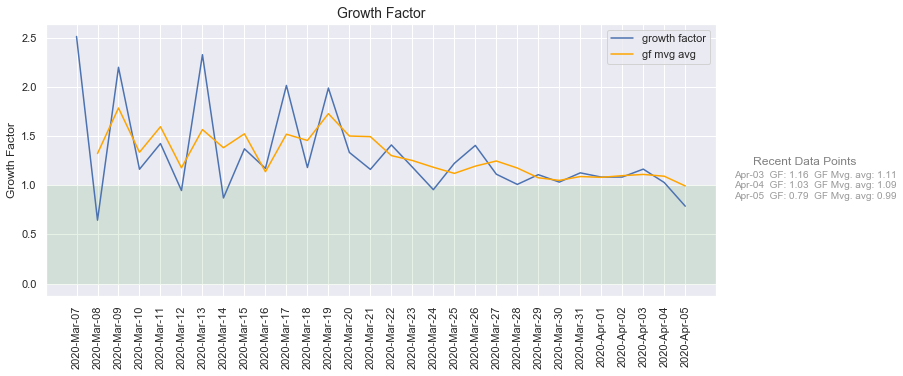 Growth Factor
growth factor
gf mvg avg
Growth Factor
2.5
2.0
1.5
1.0
0.5
0.0
2020-Mar-07
2020-Mar-08
2020-Mar-09
2020-Mar-10
2020-Mar-11
2020-Mar-12
2020-Mar-13
2020-Mar-14
2020-Mar-15
2020-Mar-16
2020-Mar-17
2020-Mar-18
2020-Mar-19
2020-Mar-20
2020-Mar-21
2020-Mar-22
2020-Mar-23
2020-Mar-24
2020-Mar-25
2020-Mar-26
2020-Mar-27
2020-Mar-28
2020-Mar-29
2020-Mar-30
2020-Mar-31
2020-Apr-01
2020-Apr-02
2020-Apr-03
2020-Apr-04
2020-Apr-05
Recent Data Points
Apr-03 GF: 1.16 GF Mvg. avg: 1.11
Apr-04 GF: 1.03 GF Mvg. avg: 1.09
Apr-05 GF: 0.79 GF Mvg. avg: 0.99